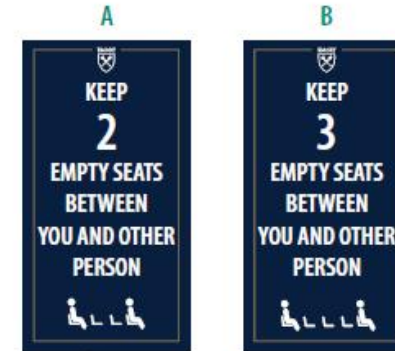 A
KEEP
2
EMPTY SEATS
BETWEEN
YOU AND OTHER
PERSON
B
KEEP
3
EMPTY SEATS
BETWEEN
YOU AND OTHER
PERSON